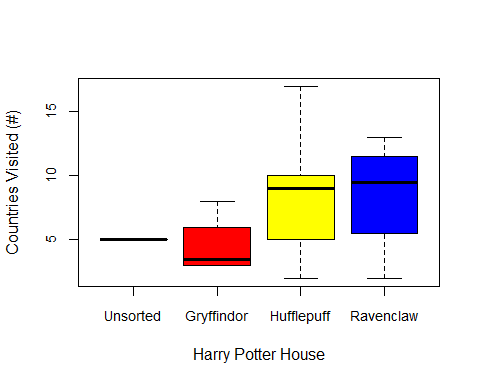 Countries Visited (#)
15
10
5
Unsorted Gryffindor Hufflepuff Ravenclaw
Harry Potter House